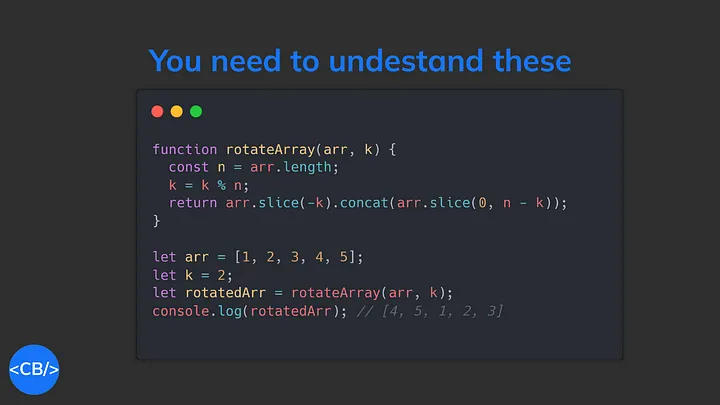 You need to undestand these
function rotateArray(arr, k) {
  const n = arr.length;
  k = k % n;
  return arr.slice(-k).concat(arr.slice(0, n - k));
}
let arr = [1, 2, 3, 4, 5];
let k = 2;
let rotatedArr = rotateArray(arr, k);
console.log(rotatedArr); // [4, 5, 1, 2, 3]
<CB/>